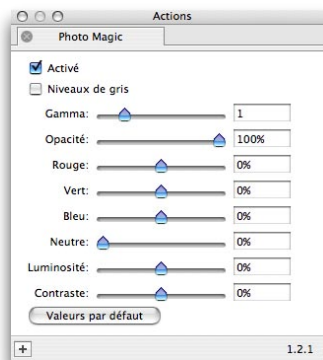 Actions
Photo Magic
Activé
Niveaux de gris
Gamma: 1
Opacité: 100%
Rouge: 0%
Vert: 0%
Bleu: 0%
Neutre: 0%
Luminosité: 0%
Contraste: 0%
Valeurs par défaut
+ 1.2.1